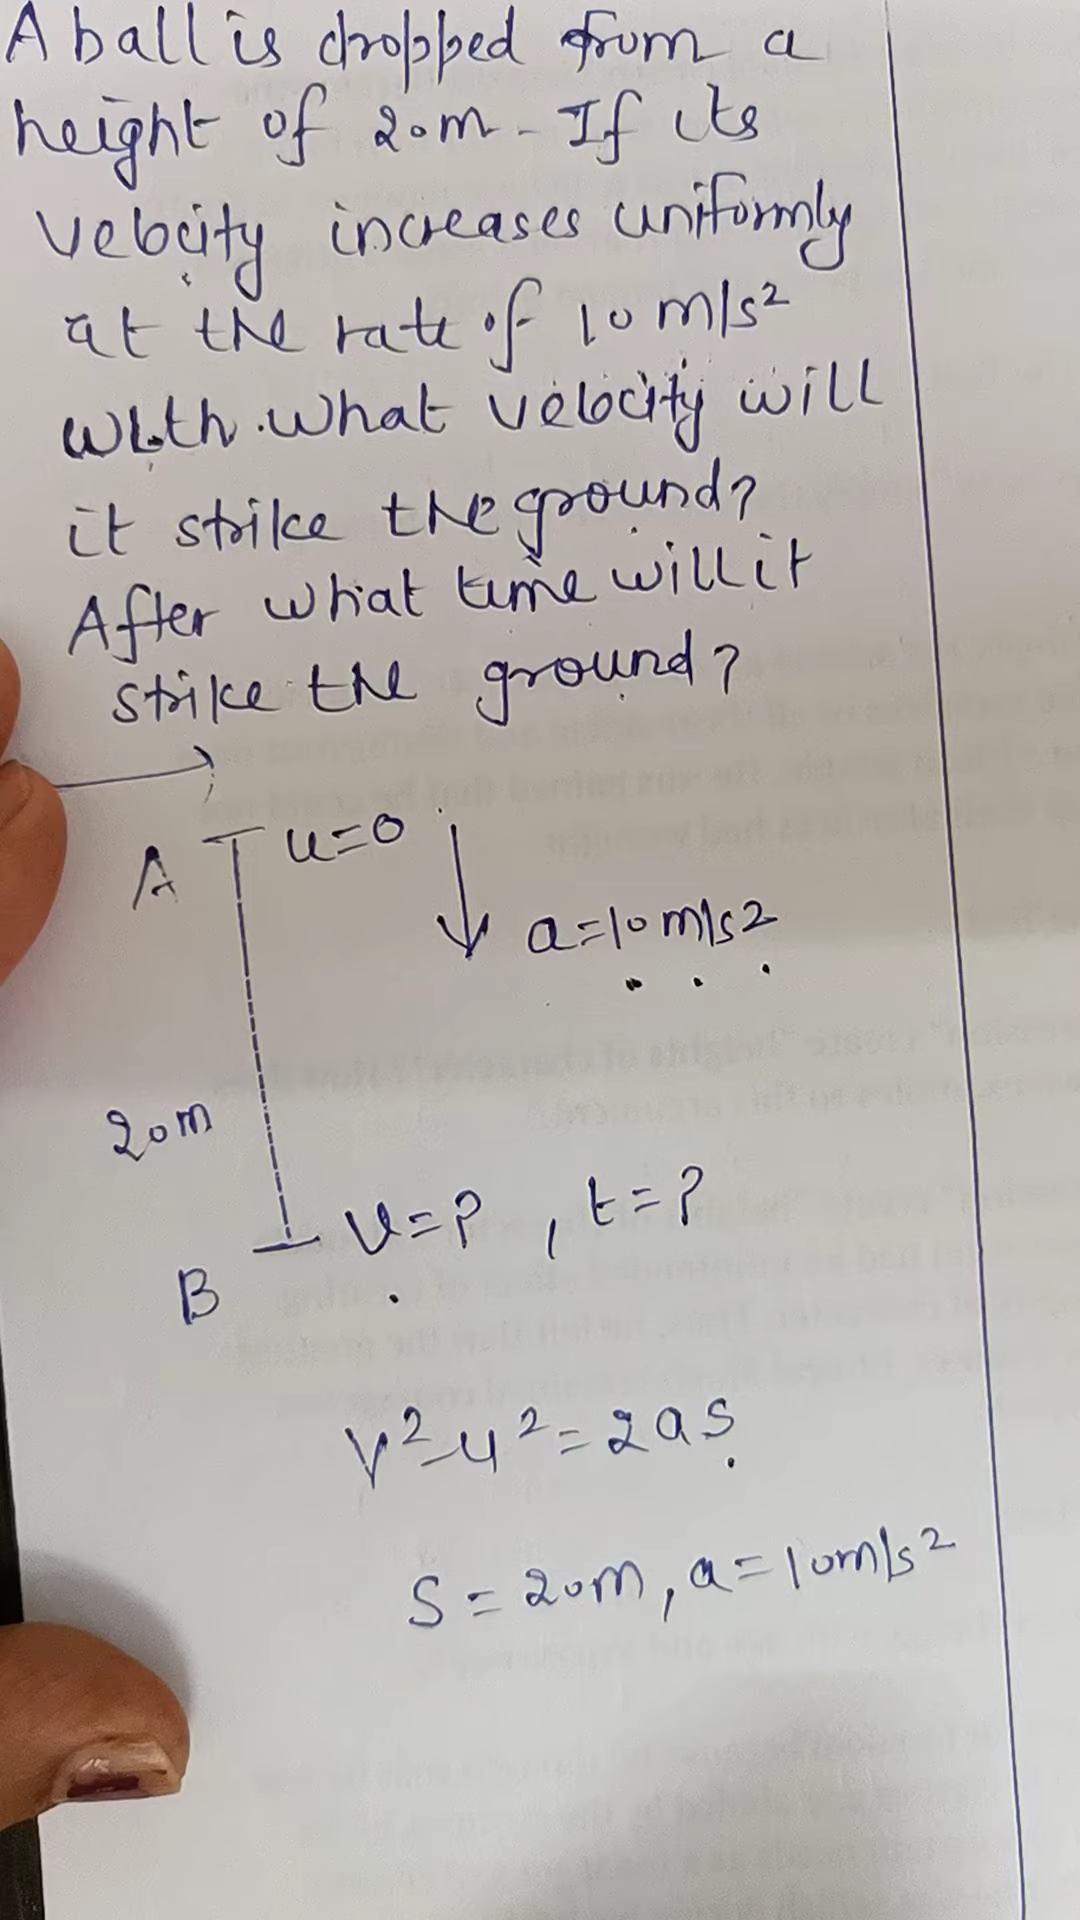 A ball is dropped from a
height of 20m - If its
velocity increases uniformly
at the rate of 10 m/s²
with what velocity will
it strike the ground?
After what time will it
strike the ground?
A u=0
a=10 m/s2
20m
v=? , t=?
B
v²-u²=2as
s = 20m, a = 10m/s²